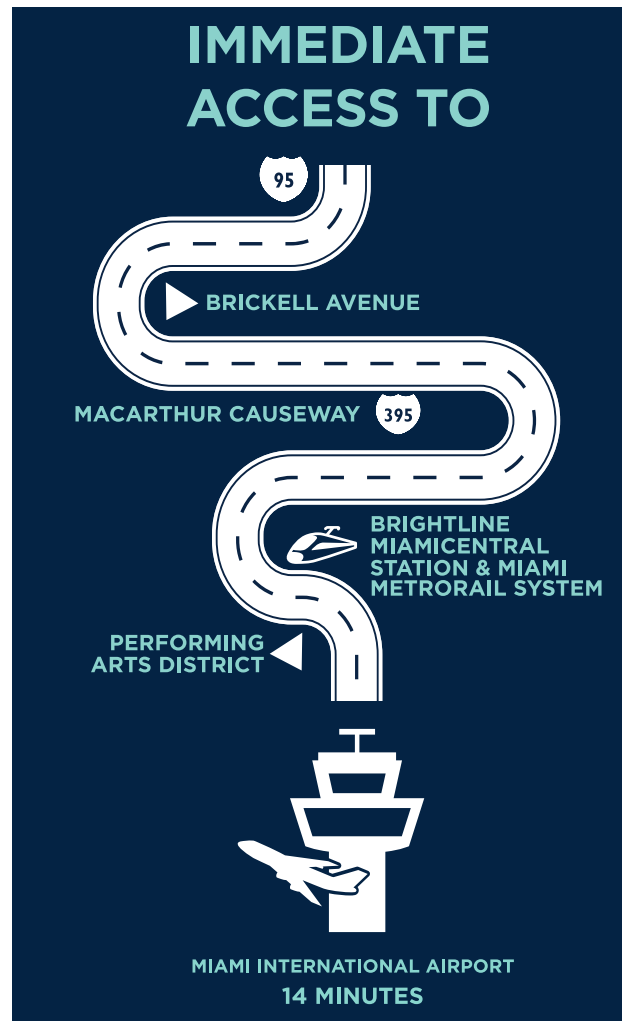 IMMEDIATE
ACCESS TO
95
BRICKELL AVENUE
MACARTHUR CAUSEWAY
395
BRIGHTLINE
MIAMICENTRAL
STATION & MIAMI
METRORAIL SYSTEM
PERFORMING
ARTS DISTRICT
MIAMI INTERNATIONAL AIRPORT
14 MINUTES